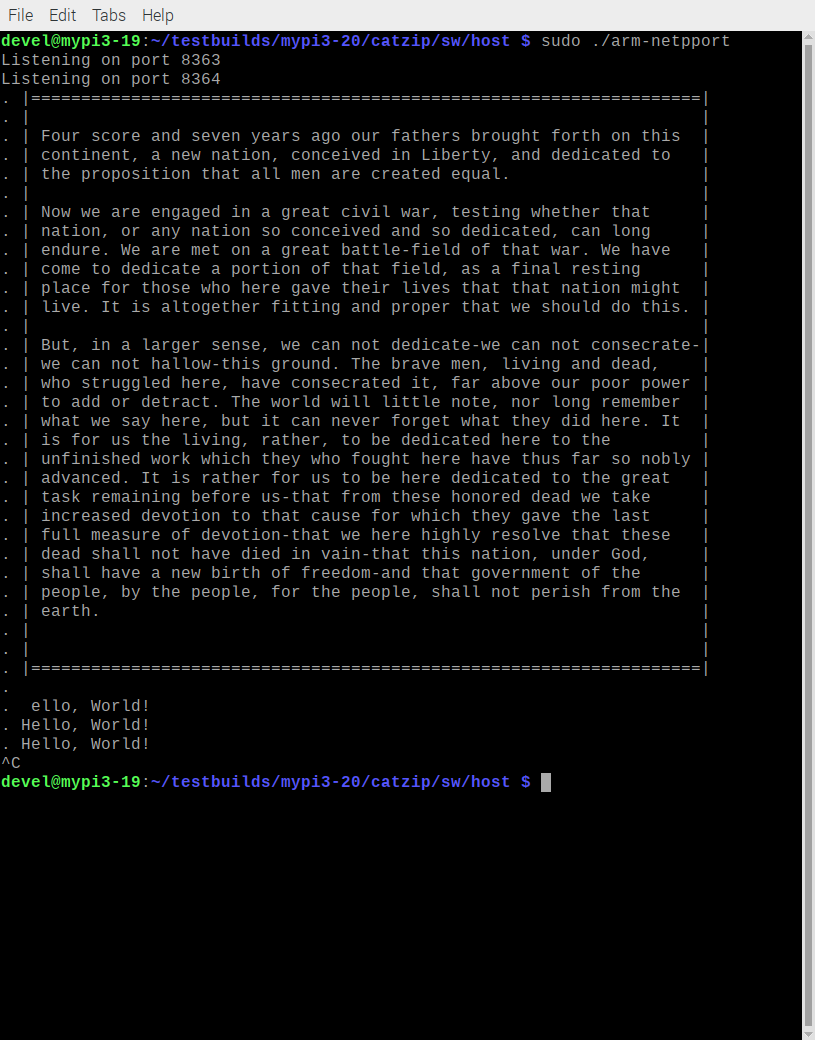 File Edit Tabs Help
devel@mypi3-19:~/testbuilds/mypi3-20/catzip/sw/host $ sudo ./arm-netpport
Listening on port 8363
Listening on port 8364
. |===================================================================|
. |                                                                   |
. | Four score and seven years ago our fathers brought forth on this  |
. | continent, a new nation, conceived in Liberty, and dedicated to   |
. | the proposition that all men are created equal.                   |
. |                                                                   |
. | Now we are engaged in a great civil war, testing whether that     |
. | nation, or any nation so conceived and so dedicated, can long     |
. | endure. We are met on a great battle-field of that war. We have   |
. | come to dedicate a portion of that field, as a final resting      |
. | place for those who here gave their lives that that nation might  |
. | live. It is altogether fitting and proper that we should do this. |
. |                                                                   |
. | But, in a larger sense, we can not dedicate-we can not consecrate-|
. | we can not hallow-this ground. The brave men, living and dead,    |
. | who struggled here, have consecrated it, far above our poor power |
. | to add or detract. The world will little note, nor long remember  |
. | what we say here, but it can never forget what they did here. It  |
. | is for us the living, rather, to be dedicated here to the         |
. | unfinished work which they who fought here have thus far so nobly |
. | advanced. It is rather for us to be here dedicated to the great   |
. | task remaining before us-that from these honored dead we take     |
. | increased devotion to that cause for which they gave the last     |
. | full measure of devotion-that we here highly resolve that these   |
. | dead shall not have died in vain-that this nation, under God,     |
. | shall have a new birth of freedom-and that government of the      |
. | people, by the people, for the people, shall not perish from the  |
. | earth.                                                            |
. |                                                                   |
. |                                                                   |
. |===================================================================|
.
.  ello, World!
. Hello, World!
. Hello, World!
^C
devel@mypi3-19:~/testbuilds/mypi3-20/catzip/sw/host $